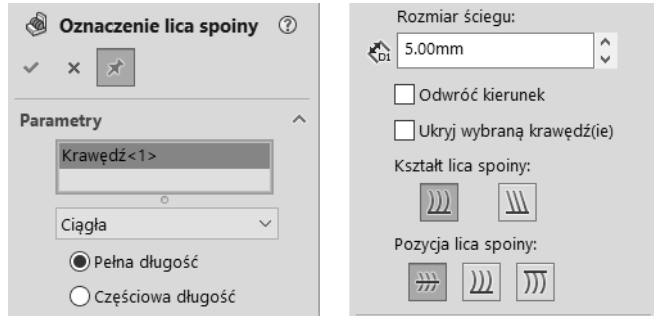 Oznaczenie lica spoiny
Parametry
Krawędź<1>
Ciągła
Pełna długość
Częściowa długość
Rozmiar ściegu:
D1
5.00mm
Odwróć kierunek
Ukryj wybraną krawędź(ie)
Kształt lica spoiny:
Pozycja lica spoiny: